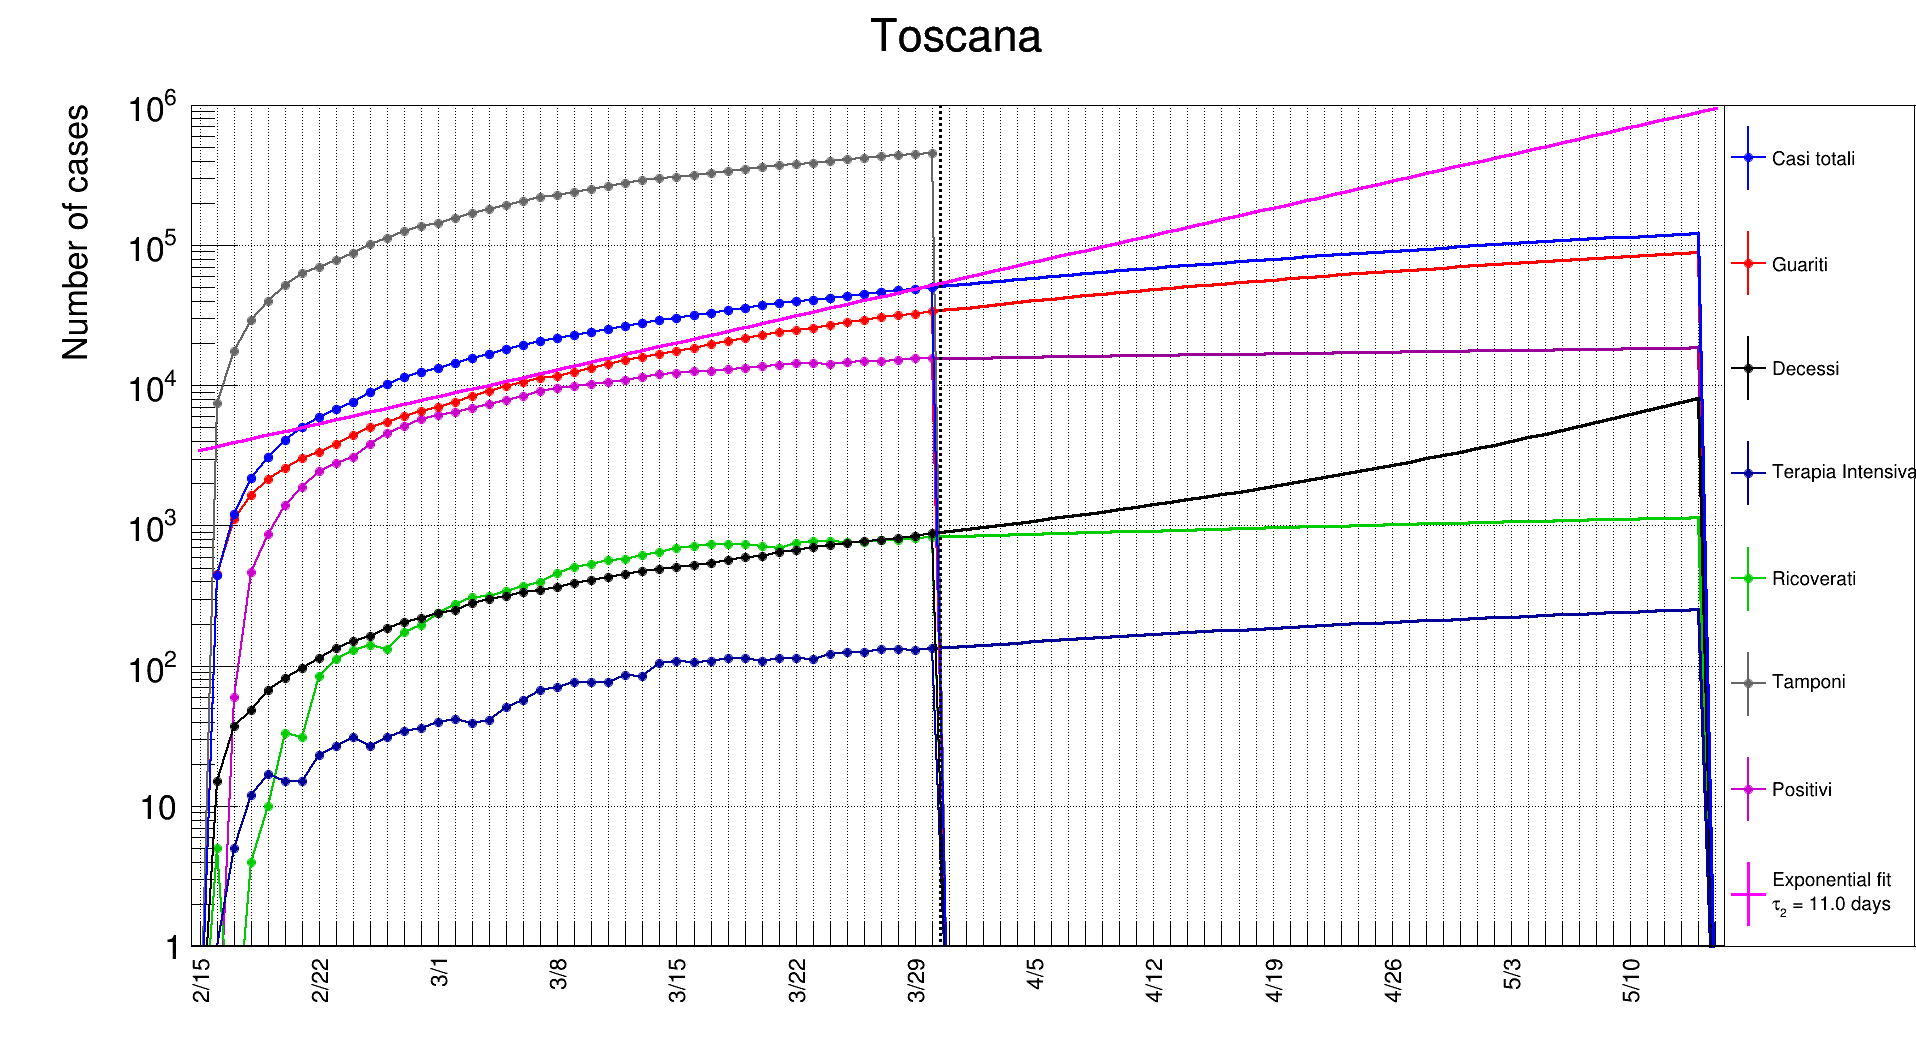 Toscana
Number of cases
10^6
10^5
10^4
10^3
10^2
10
1
2/15
2/22
3/1
3/8
3/15
3/22
3/29
4/5
4/12
4/19
4/26
5/3
5/10
Casi totali
Guariti
Decessi
Terapia Intensiva
Ricoverati
Tamponi
Positivi
Exponential fit
τ₂ = 11.0 days